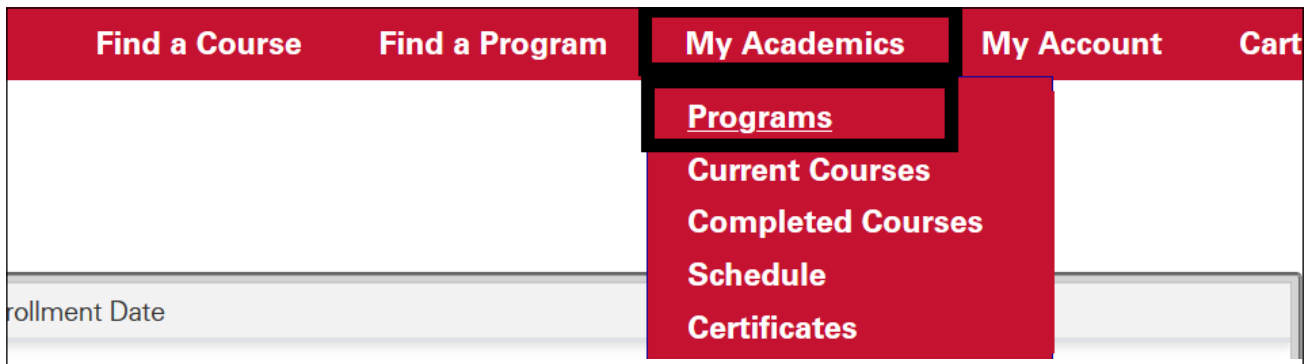 Find a Course Find a Program My Academics My Account Cart
Programs
Current Courses
Completed Courses
Schedule
rollment Date
Certificates